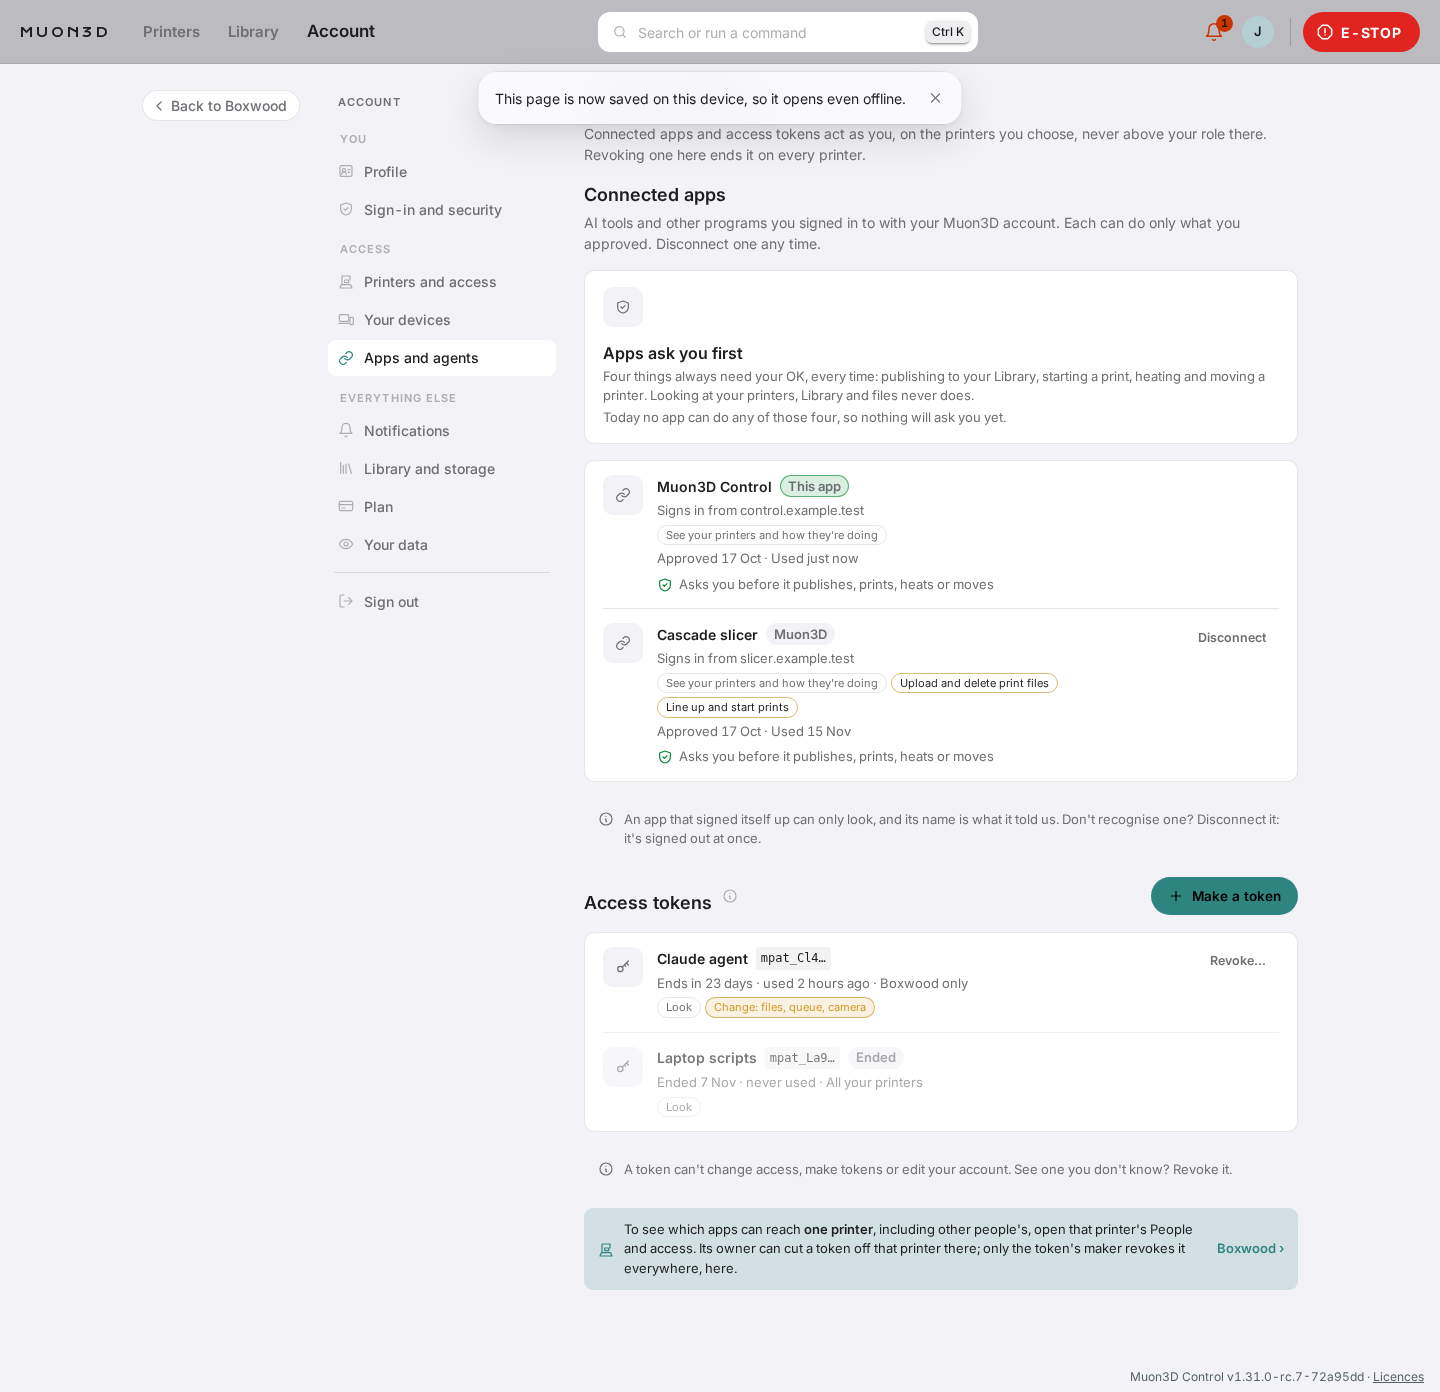 MUON3D
Printers
Library
Account
Search or run a command
Ctrl K
1
J
E-STOP
This page is now saved on this device, so it opens even offline.
Back to Boxwood
ACCOUNT
YOU
Profile
Sign-in and security
ACCESS
Printers and access
Your devices
Apps and agents
EVERYTHING ELSE
Notifications
Library and storage
Plan
Your data
Sign out
Connected apps and access tokens act as you, on the printers you choose, never above your role there.
Revoking one here ends it on every printer.
Connected apps
AI tools and other programs you signed in to with your Muon3D account. Each can do only what you
approved. Disconnect one any time.
Apps ask you first
Four things always need your OK, every time: publishing to your Library, starting a print, heating and moving a
printer. Looking at your printers, Library and files never does.
Today no app can do any of those four, so nothing will ask you yet.
Muon3D Control This app
Signs in from control.example.test
See your printers and how they're doing
Approved 17 Oct · Used just now
Asks you before it publishes, prints, heats or moves
Cascade slicer Muon3D
Disconnect
Signs in from slicer.example.test
See your printers and how they're doing Upload and delete print files
Line up and start prints
Approved 17 Oct · Used 15 Nov
Asks you before it publishes, prints, heats or moves
An app that signed itself up can only look, and its name is what it told us. Don't recognise one? Disconnect it:
it's signed out at once.
Access tokens
Make a token
Claude agent mpat_Cl4…
Revoke…
Ends in 23 days · used 2 hours ago · Boxwood only
Look Change: files, queue, camera
Laptop scripts mpat_La9… Ended
Ended 7 Nov · never used · All your printers
Look
A token can't change access, make tokens or edit your account. See one you don't know? Revoke it.
To see which apps can reach one printer, including other people's, open that printer's People
and access. Its owner can cut a token off that printer there; only the token's maker revokes it
everywhere, here.
Boxwood ›
Muon3D Control v1.31.0-rc.7-72a95dd · Licences